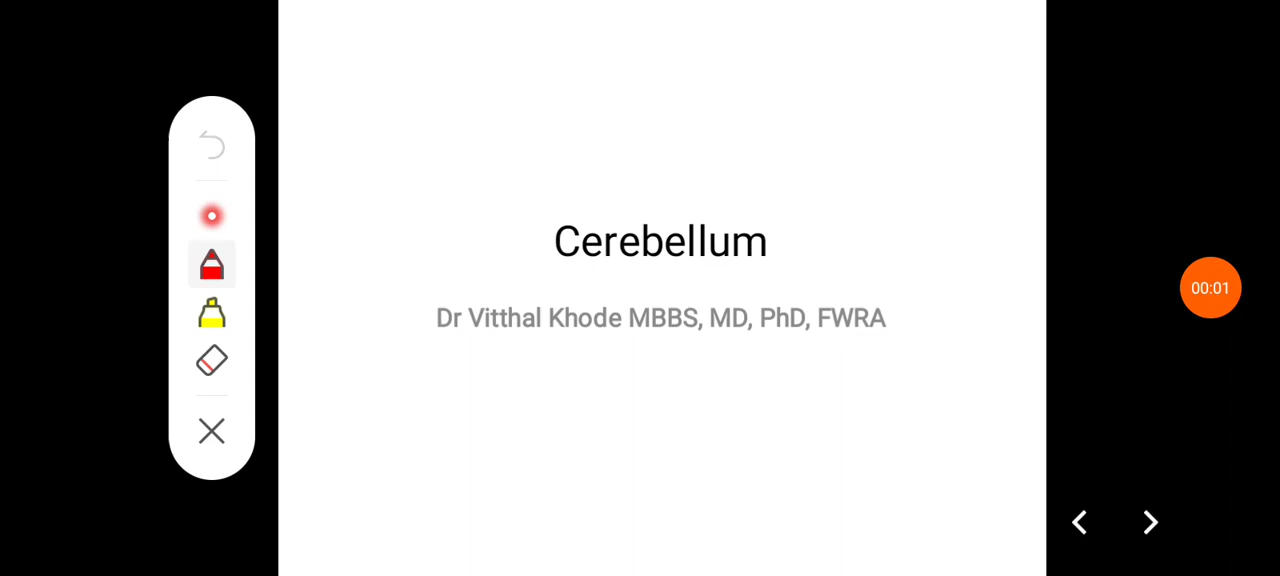 Cerebellum
Dr Vitthal Khode MBBS, MD, PhD, FWRA
00:01